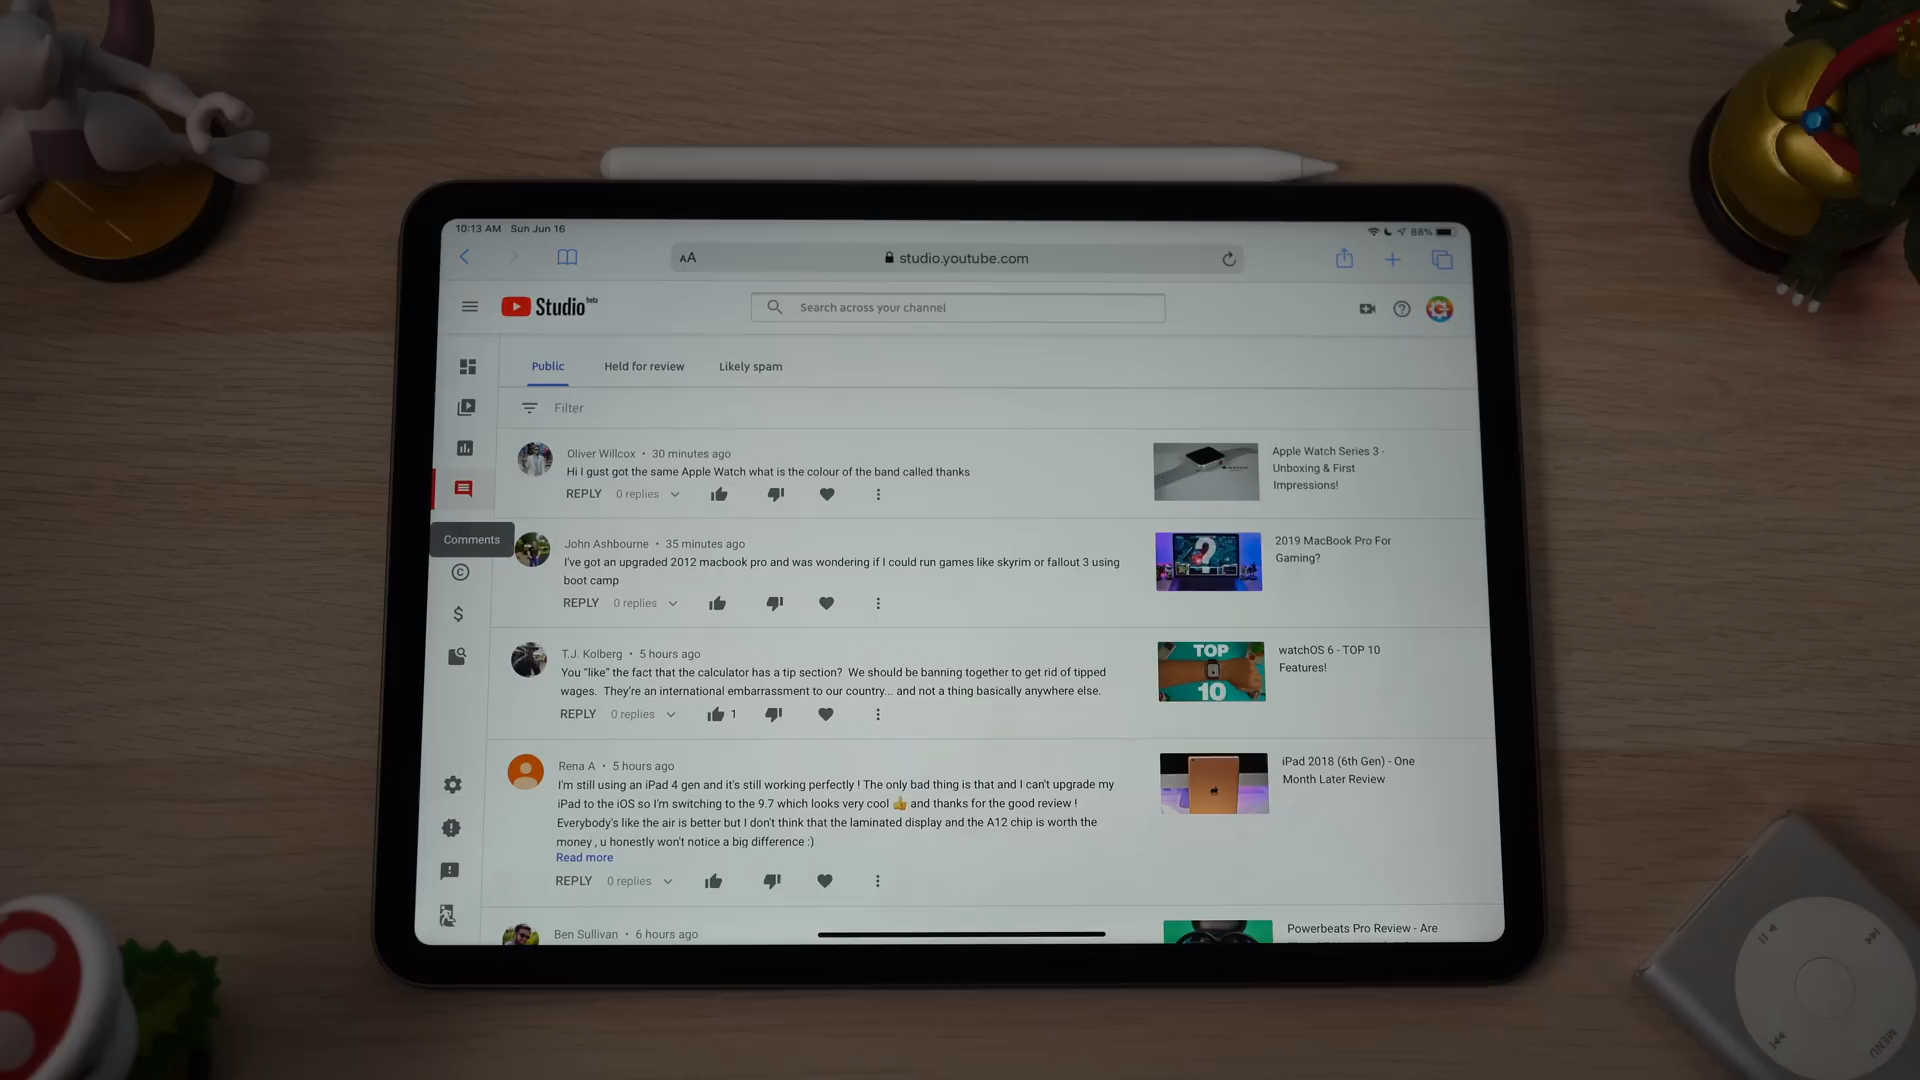 10:13 AM Sun Jun 16
88%
AA studio.youtube.com
Studio beta
Search across your channel
Public Held for review Likely spam
Filter
Oliver Willcox • 30 minutes ago
Hi I gust got the same Apple Watch what is the colour of the band called thanks
REPLY 0 replies
Apple Watch Series 3 -
Unboxing & First
Impressions!
Comments
John Ashbourne • 35 minutes ago
I've got an upgraded 2012 macbook pro and was wondering if I could run games like skyrim or fallout 3 using
boot camp
REPLY 0 replies
?
2019 MacBook Pro For
Gaming?
T.J. Kolberg • 5 hours ago
You “like” the fact that the calculator has a tip section? We should be banning together to get rid of tipped
wages. They're an international embarrassment to our country... and not a thing basically anywhere else.
REPLY 0 replies 1
TOP
10
watchOS 6 - TOP 10
Features!
Rena A • 5 hours ago
I'm still using an iPad 4 gen and it's still working perfectly ! The only bad thing is that and I can't upgrade my
iPad to the iOS so I'm switching to the 9.7 which looks very cool 👍 and thanks for the good review !
Everybody's like the air is better but I don't think that the laminated display and the A12 chip is worth the
money , u honestly won't notice a big difference :)
Read more
REPLY 0 replies
iPad 2018 (6th Gen) - One
Month Later Review
Ben Sullivan • 6 hours ago
Powerbeats Pro Review - Are
MENU